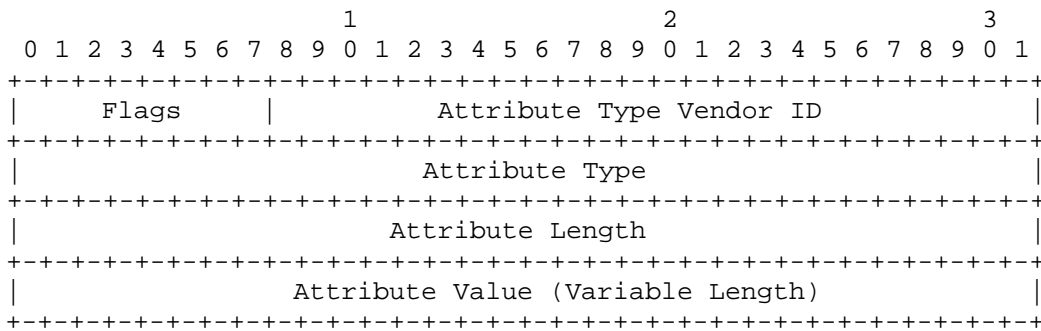 1                   2                   3
 0 1 2 3 4 5 6 7 8 9 0 1 2 3 4 5 6 7 8 9 0 1 2 3 4 5 6 7 8 9 0 1
+-+-+-+-+-+-+-+-+-+-+-+-+-+-+-+-+-+-+-+-+-+-+-+-+-+-+-+-+-+-+-+-+
|     Flags     |          Attribute Type Vendor ID             |
+-+-+-+-+-+-+-+-+-+-+-+-+-+-+-+-+-+-+-+-+-+-+-+-+-+-+-+-+-+-+-+-+
|                         Attribute Type                        |
+-+-+-+-+-+-+-+-+-+-+-+-+-+-+-+-+-+-+-+-+-+-+-+-+-+-+-+-+-+-+-+-+
|                       Attribute Length                        |
+-+-+-+-+-+-+-+-+-+-+-+-+-+-+-+-+-+-+-+-+-+-+-+-+-+-+-+-+-+-+-+-+
|                 Attribute Value (Variable Length)             |
+-+-+-+-+-+-+-+-+-+-+-+-+-+-+-+-+-+-+-+-+-+-+-+-+-+-+-+-+-+-+-+-+